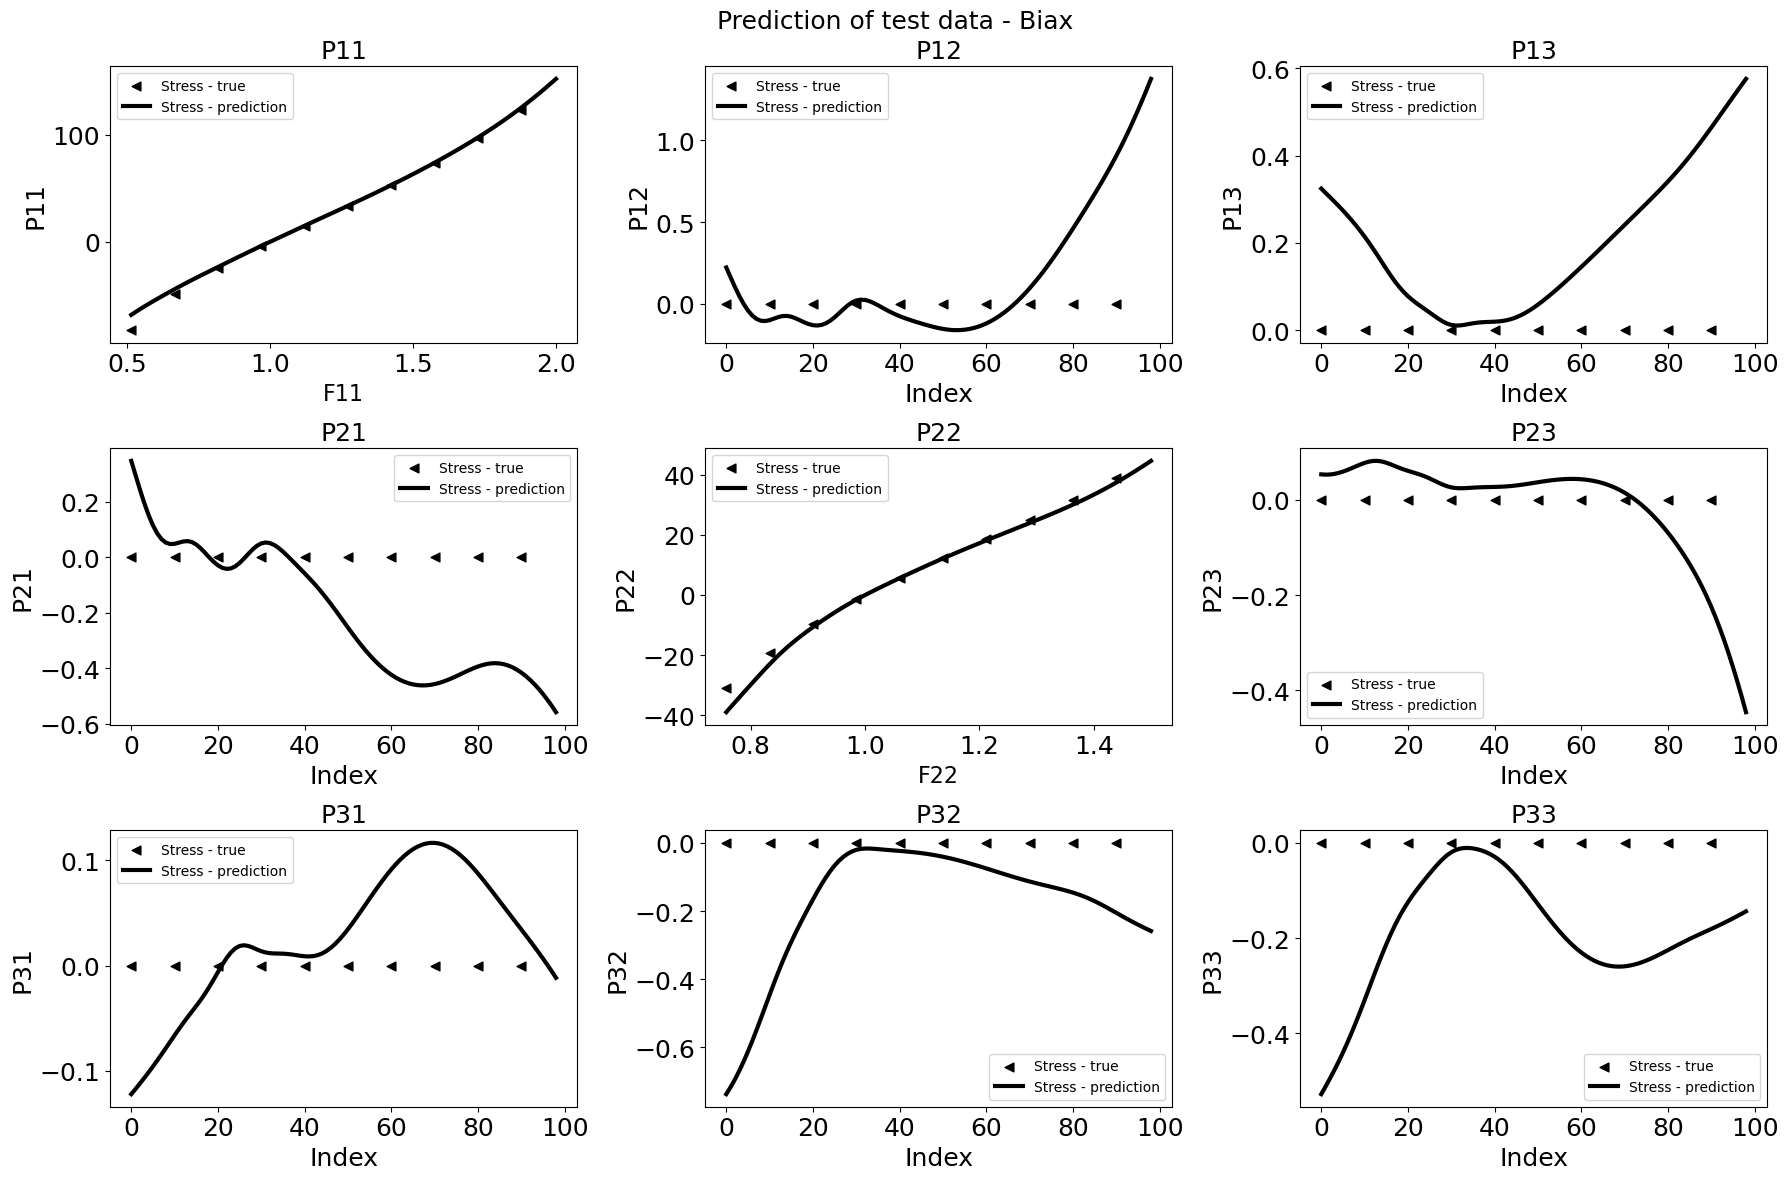 Prediction of test data - Biax
P11
Stress - true
Stress - prediction
100
0
P11
0.5 1.0 1.5 2.0
F11
P12
Stress - true
Stress - prediction
1.0
0.5
0.0
P12
0 20 40 60 80 100
Index
P13
Stress - true
Stress - prediction
0.6
0.4
0.2
0.0
P13
0 20 40 60 80 100
Index
P21
Stress - true
Stress - prediction
0.2
0.0
−0.2
−0.4
−0.6
P21
0 20 40 60 80 100
Index
P22
Stress - true
Stress - prediction
40
20
0
−20
−40
P22
0.8 1.0 1.2 1.4
F22
P23
0.0
−0.2
−0.4
P23
Stress - true
Stress - prediction
0 20 40 60 80 100
Index
P31
Stress - true
Stress - prediction
0.1
0.0
−0.1
P31
0 20 40 60 80 100
Index
P32
0.0
−0.2
−0.4
−0.6
P32
Stress - true
Stress - prediction
0 20 40 60 80 100
Index
P33
0.0
−0.2
−0.4
P33
Stress - true
Stress - prediction
0 20 40 60 80 100
Index